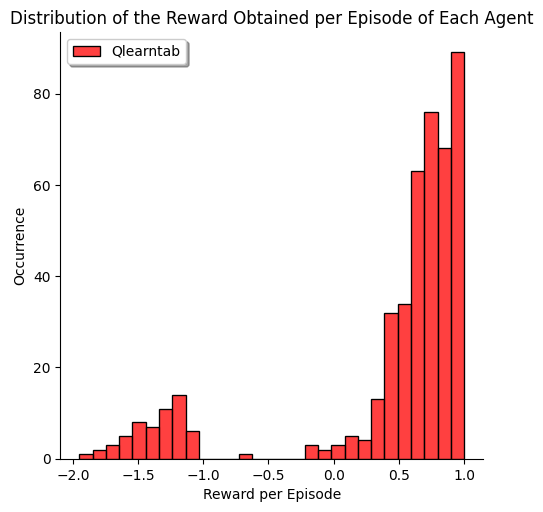 Distribution of the Reward Obtained per Episode of Each Agent
Qlearntab
80
60
40
20
0
Occurrence
−2.0 −1.5 −1.0 −0.5 0.0 0.5 1.0
Reward per Episode